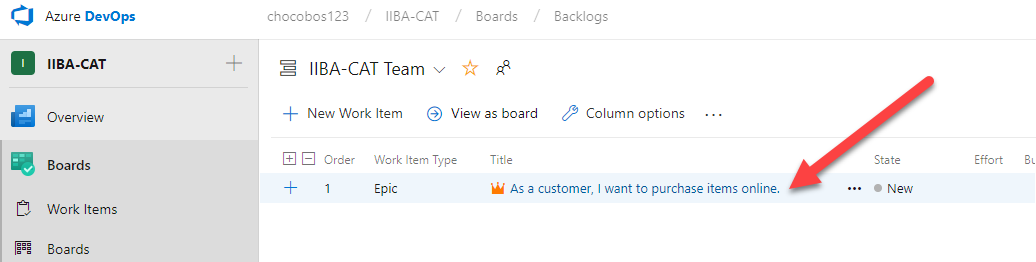 Azure DevOps chocobos123 / IIBA-CAT / Boards / Backlogs
I IIBA-CAT +
IIBA-CAT Team
Overview
+ New Work Item View as board Column options ...
Order Work Item Type Title State Effort Bu
Boards
+ 1 Epic As a customer, I want to purchase items online. ... New
Work Items
Boards